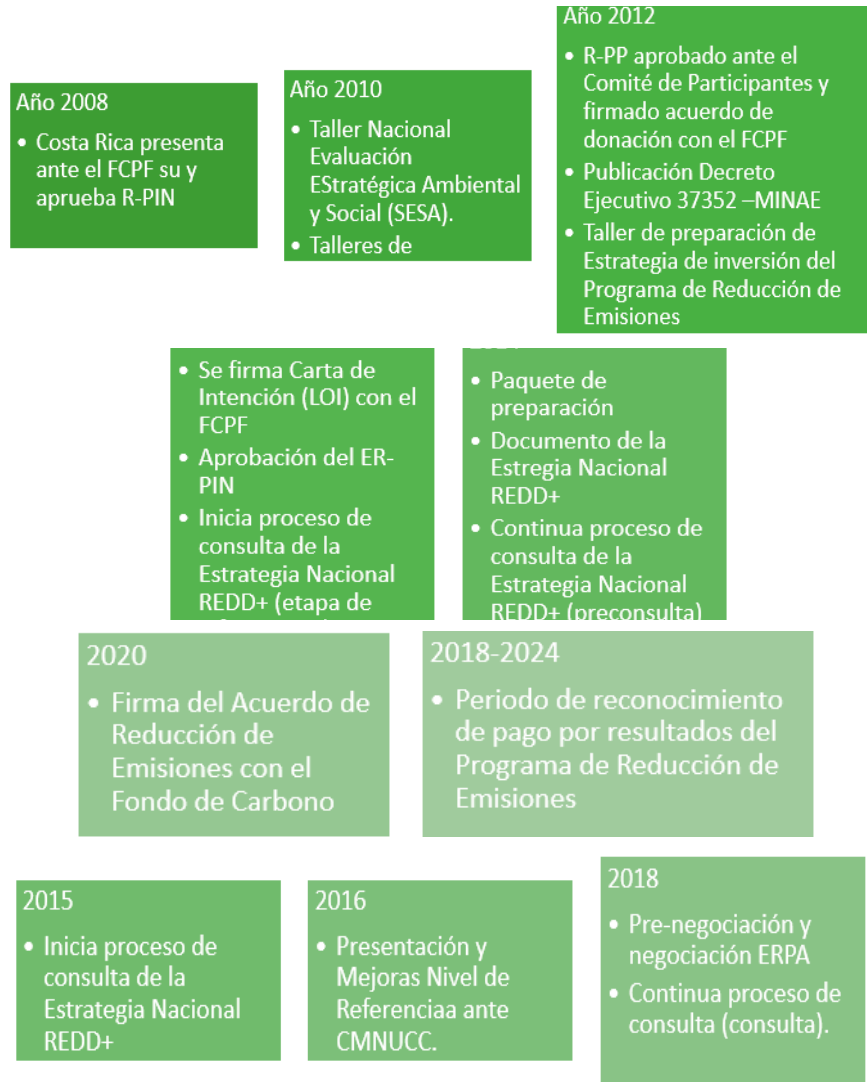 Año 2008
• Costa Rica presenta
ante el FCPF su y
aprueba R-PIN
Año 2010
• Taller Nacional
Evaluación
EStratégica Ambiental
y Social (SESA).
• Talleres de
Año 2012
• R-PP aprobado ante el
Comité de Participantes y
firmado acuerdo de
donación con el FCPF
• Publicación Decreto
Ejecutivo 37352 –MINAE
• Taller de preparación de
Estrategia de inversión del
Programa de Reducción de
Emisiones
• Se firma Carta de
Intención (LOI) con el
FCPF
• Aprobación del ER-
PIN
• Inicia proceso de
consulta de la
Estrategia Nacional
REDD+ (etapa de
• Paquete de
preparación
• Documento de la
Estregia Nacional
REDD+
• Continua proceso de
consulta de la
Estrategia Nacional
REDD+ (preconsulta)
2020
• Firma del Acuerdo de
Reducción de
Emisiones con el
Fondo de Carbono
2018-2024
• Periodo de reconocimiento
de pago por resultados del
Programa de Reducción de
Emisiones
2015
• Inicia proceso de
consulta de la
Estrategia Nacional
REDD+
2016
• Presentación y
Mejoras Nivel de
Referenciaa ante
CMNUCC.
2018
• Pre-negociación y
negociación ERPA
• Continua proceso de
consulta (consulta).